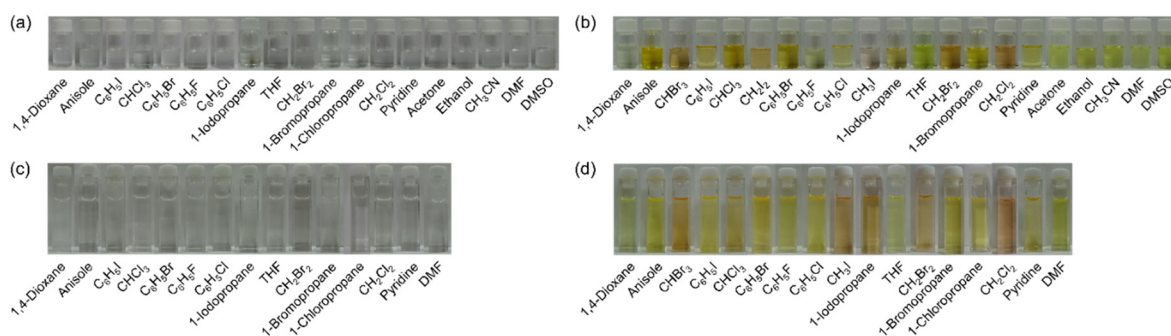 (a)
1,4-Dioxane
Anisole
C₆H₅I
CHCl₃
C₆H₅Br
C₆H₅F
C₆H₅Cl
1-Iodopropane
THF
CH₂Br₂
1-Bromopropane
1-Chloropropane
CH₂Cl₂
Pyridine
Acetone
Ethanol
CH₃CN
DMF
DMSO
(b)
1,4-Dioxane
Anisole
CHBr₃
C₆H₅I
CHCl₃
CH₂I₂
C₆H₅Br
C₆H₅F
C₆H₅Cl
CH₃I
1-Iodopropane
THF
CH₂Br₂
1-Bromopropane
CH₂Cl₂
Pyridine
Acetone
Ethanol
CH₃CN
DMF
DMSO
(c)
1,4-Dioxane
Anisole
C₆H₅I
CHCl₃
C₆H₅Br
C₆H₅F
C₆H₅Cl
1-Iodopropane
THF
CH₂Br₂
1-Bromopropane
1-Chloropropane
CH₂Cl₂
Pyridine
DMF
(d)
1,4-Dioxane
Anisole
CHBr₃
C₆H₅I
CHCl₃
C₆H₅Br
C₆H₅F
C₆H₅Cl
CH₃I
1-Iodopropane
THF
CH₂Br₂
1-Bromopropane
1-Chloropropane
CH₂Cl₂
Pyridine
DMF